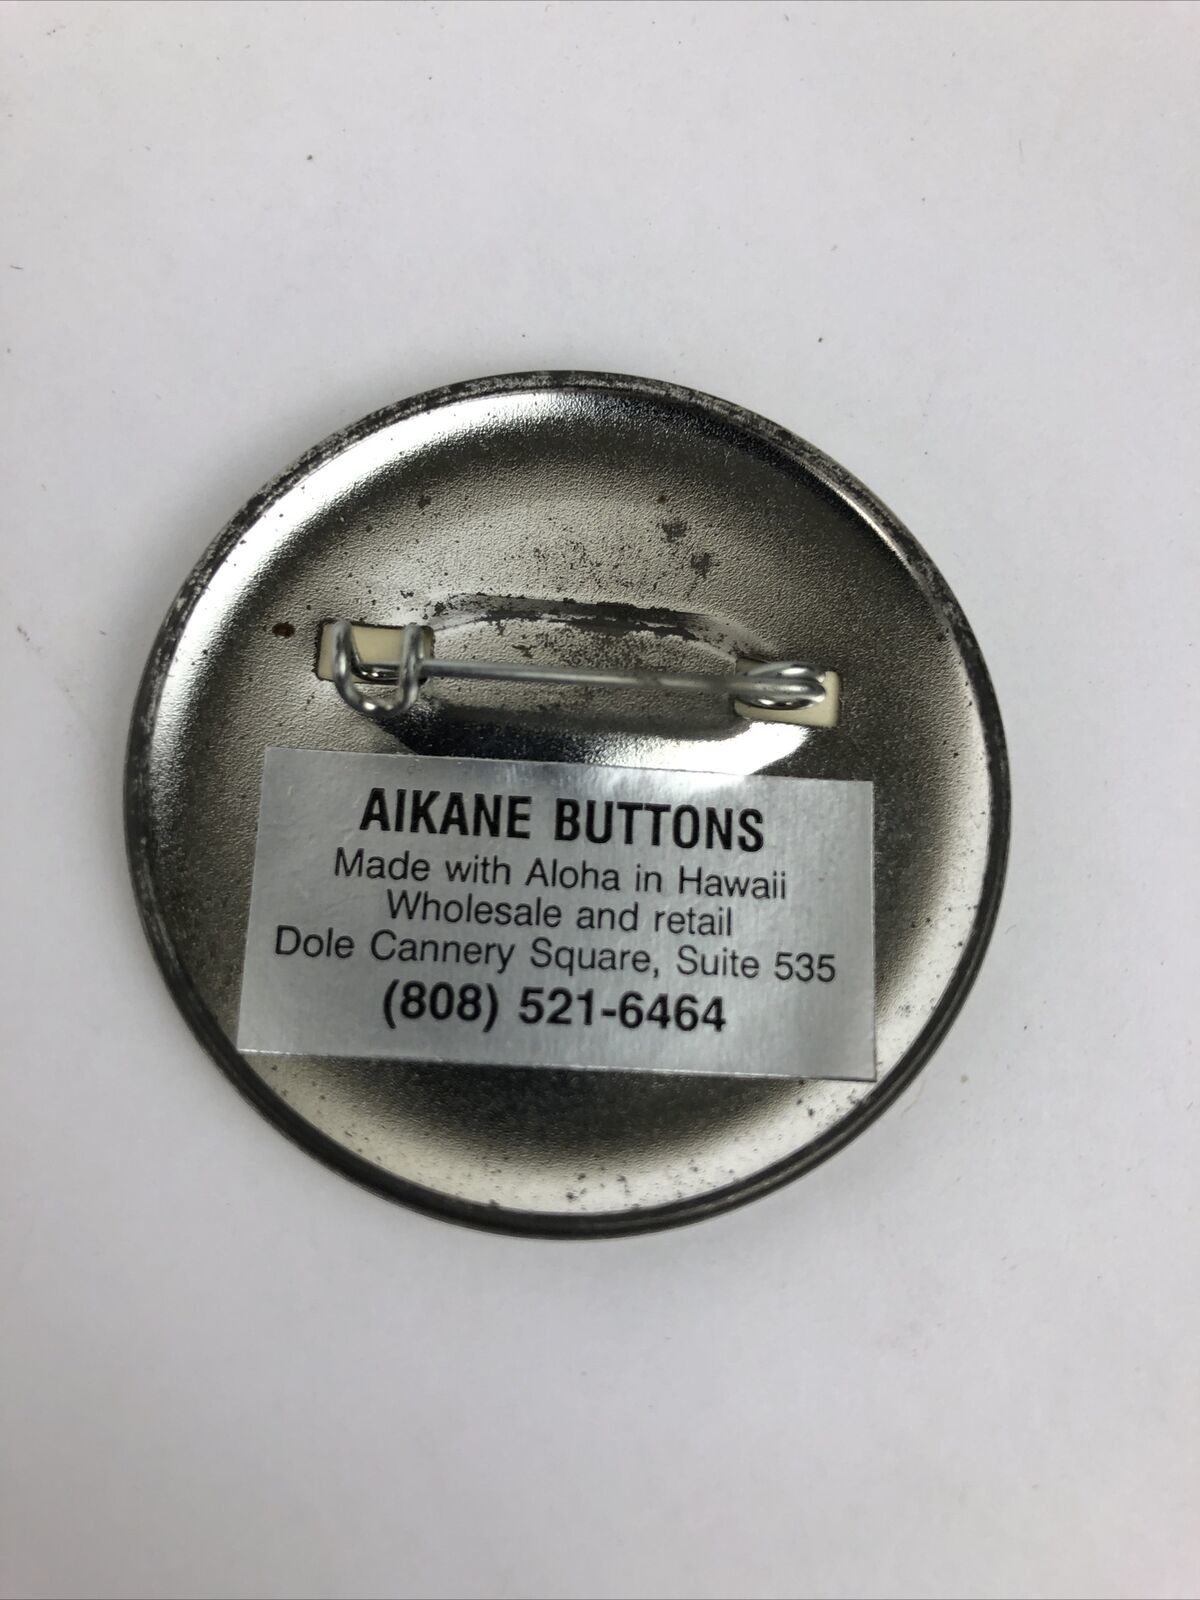 AIKANE BUTTONS
Made with Aloha in Hawaii
Wholesale and retail
Dole Cannery Square, Suite 535
(808) 521-6464